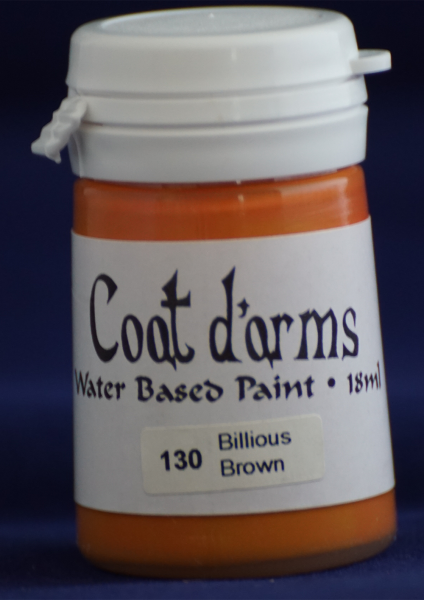 Coat d'arms
Water Based Paint • 18ml
130 Billious
Brown